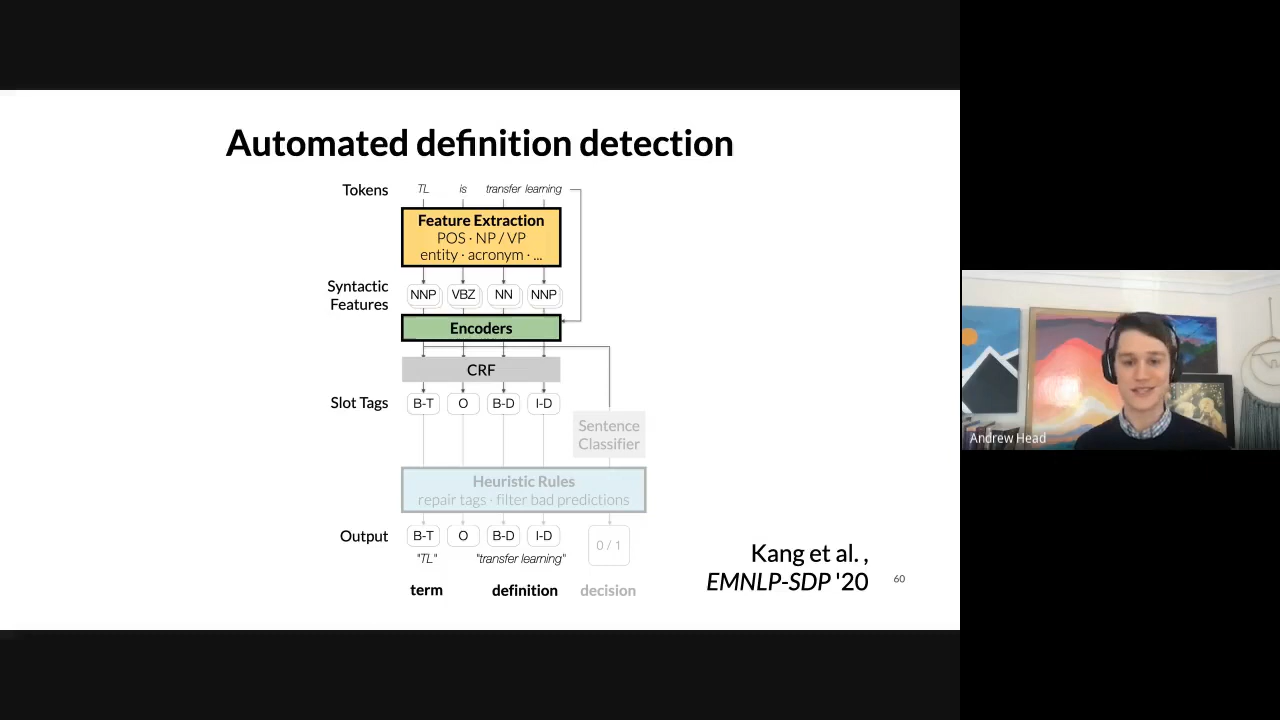 Automated definition detection
Tokens TL is transfer learning
Feature Extraction
POS · NP / VP
entity · acronym · ...
Syntactic
Features
NNP VBZ NN NNP
Encoders
CRF
Slot Tags B-T O B-D I-D
Sentence
Classifier
Heuristic Rules
repair tags · filter bad predictions
Output B-T O B-D I-D 0 / 1
"TL" "transfer learning"
term definition decision
Kang et al. ,
EMNLP-SDP '20
60
Andrew Head